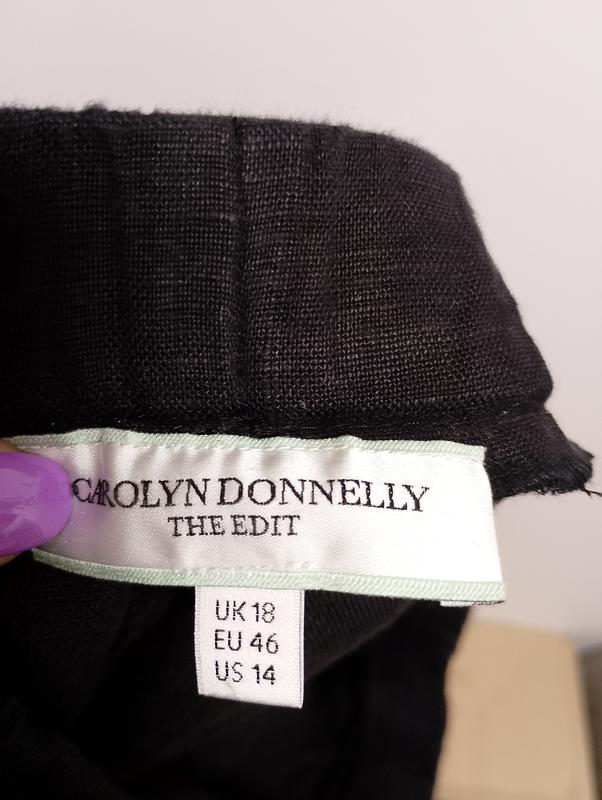 CAROLYN DONNELLY
THE EDIT
UK 18
EU 46
US 14